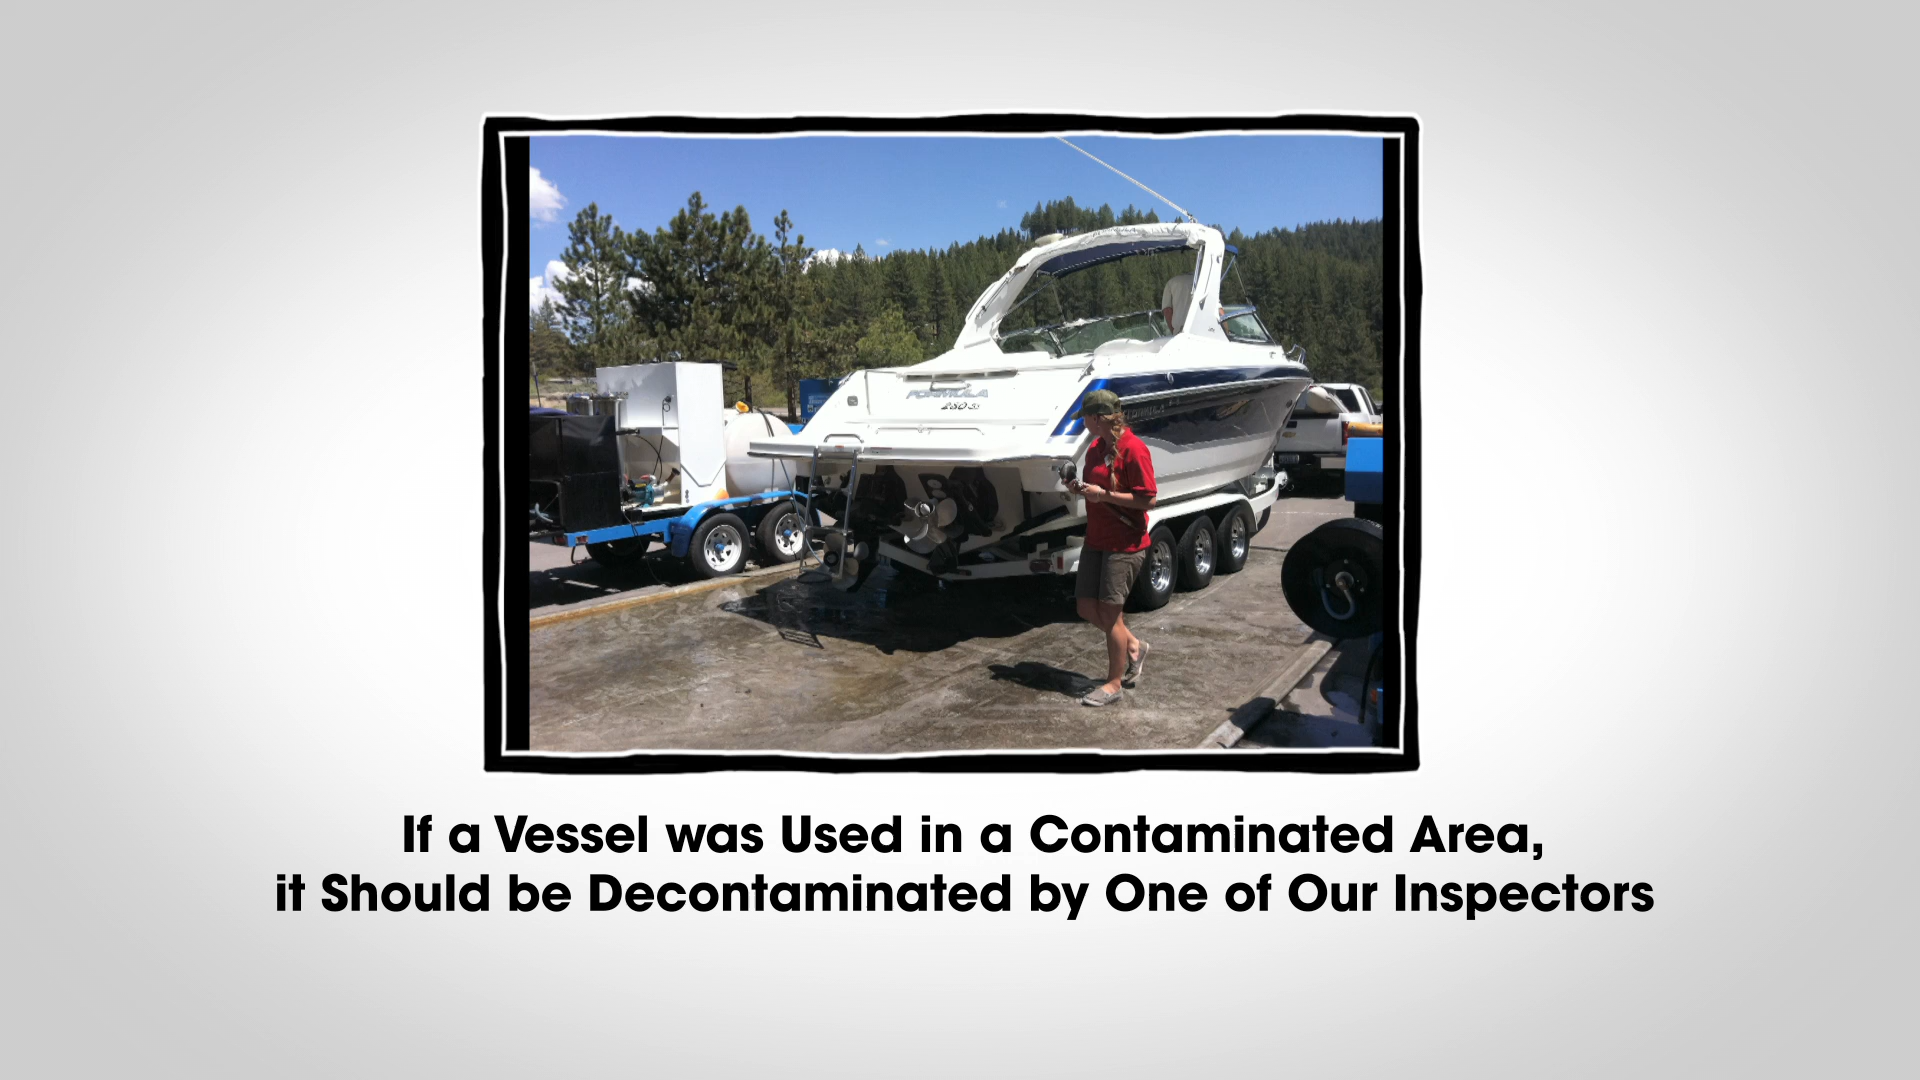 FORMULA
If a Vessel was Used in a Contaminated Area,
it Should be Decontaminated by One of Our Inspectors